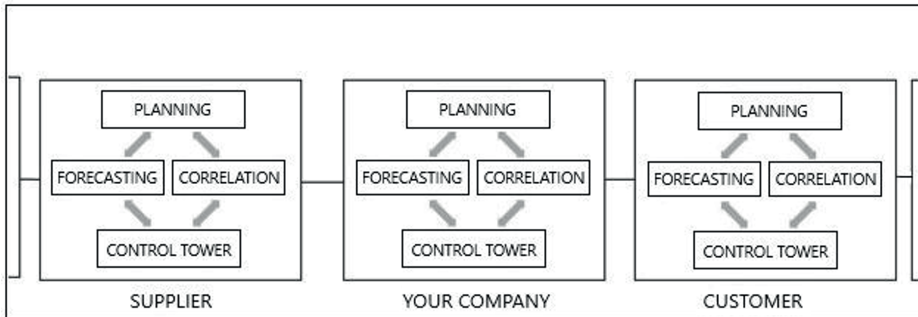 PLANNING
FORECASTING CORRELATION
CONTROL TOWER
SUPPLIER
PLANNING
FORECASTING CORRELATION
CONTROL TOWER
YOUR COMPANY
PLANNING
FORECASTING CORRELATION
CONTROL TOWER
CUSTOMER